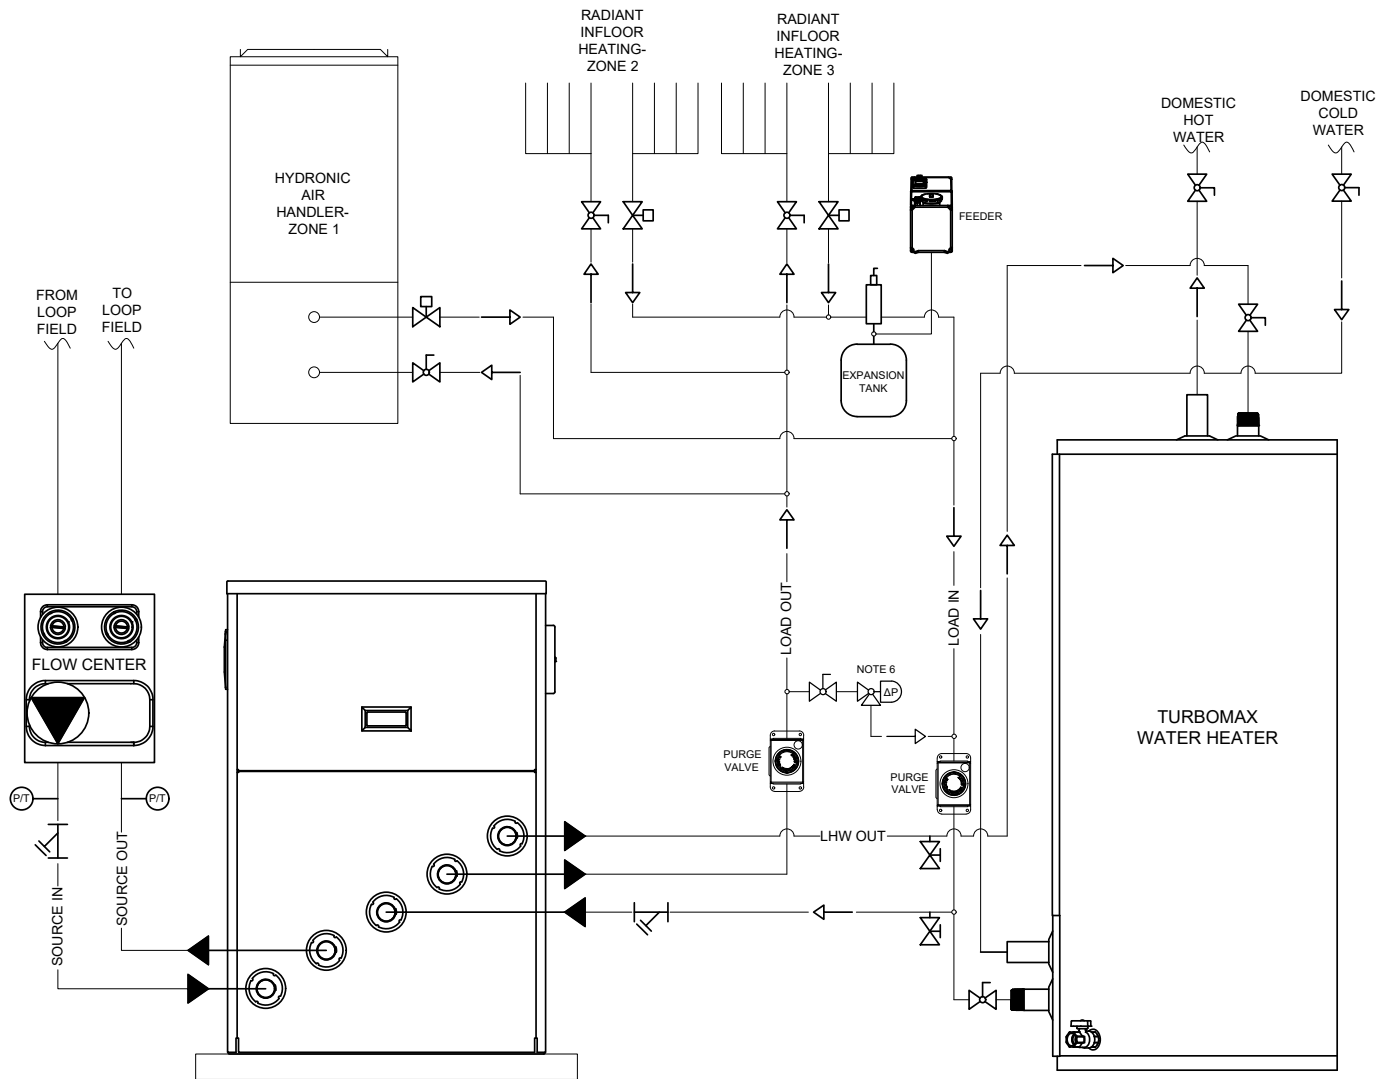 RADIANT
INFLOOR
HEATING-
ZONE 2
RADIANT
INFLOOR
HEATING-
ZONE 3
DOMESTIC
HOT
WATER
DOMESTIC
COLD
WATER
HYDRONIC
AIR
HANDLER-
ZONE 1
FEEDER
FROM
LOOP
FIELD
TO
LOOP
FIELD
EXPANSION
TANK
LOAD OUT
LOAD IN
FLOW CENTER
NOTE 6
ΔP
TURBOMAX
WATER HEATER
PURGE
VALVE
PURGE
VALVE
P/T
P/T
LHW OUT
SOURCE IN
SOURCE OUT